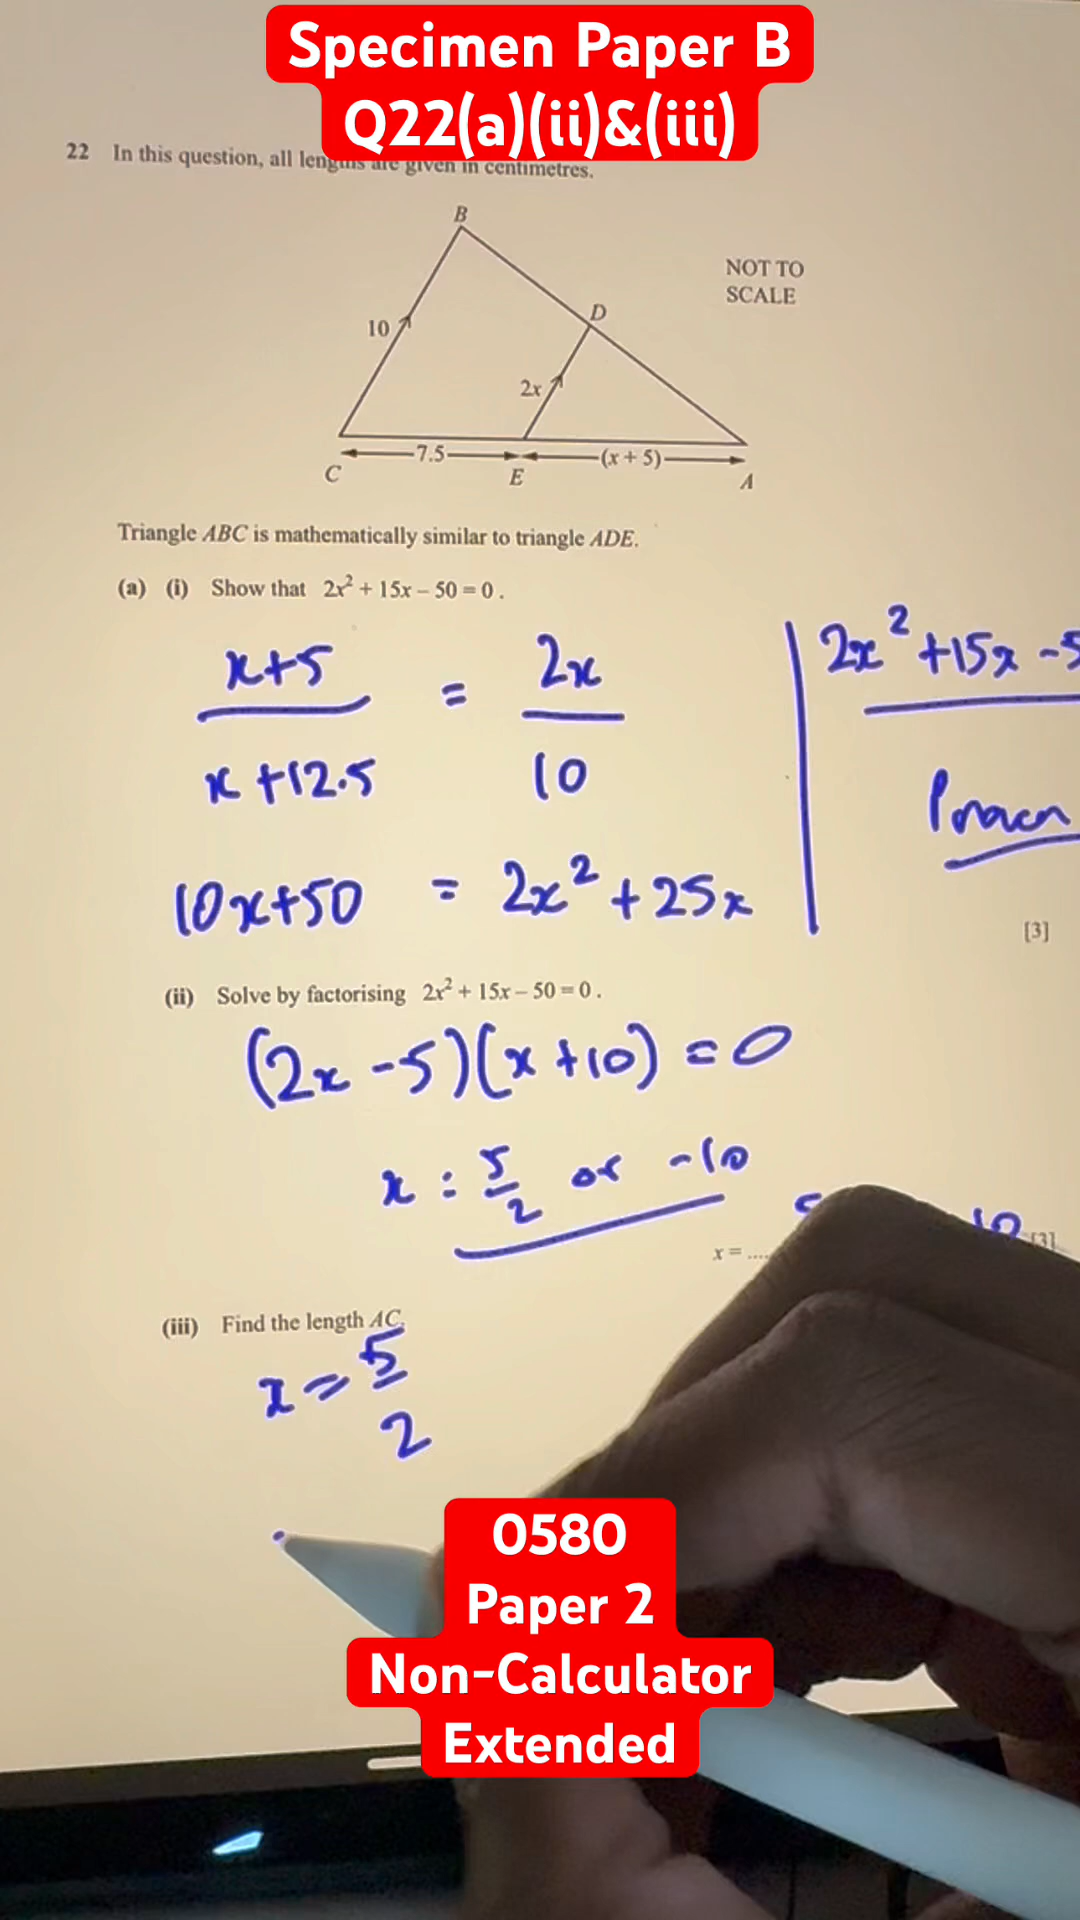 Specimen Paper B
Q22(a)(ii)&(iii)
22 In this question, all lengths are given in centimetres.
B
NOT TO
SCALE
D
10
2x
7.5
(x + 5)
C
E
A
Triangle ABC is mathematically similar to triangle ADE.
(a) (i) Show that 2x² + 15x – 50 = 0 .
x+5 = 2x
x+12.5 10
2x²+15x -5
Proven
10x+50 = 2x²+25x
[3]
(ii) Solve by factorising 2x² + 15x – 50 = 0 .
(2x -5)(x +10) = 0
x = 5/2 or -10
x = .... [3]
(iii) Find the length AC.
x = 5/2
0580
Paper 2
Non-Calculator
Extended